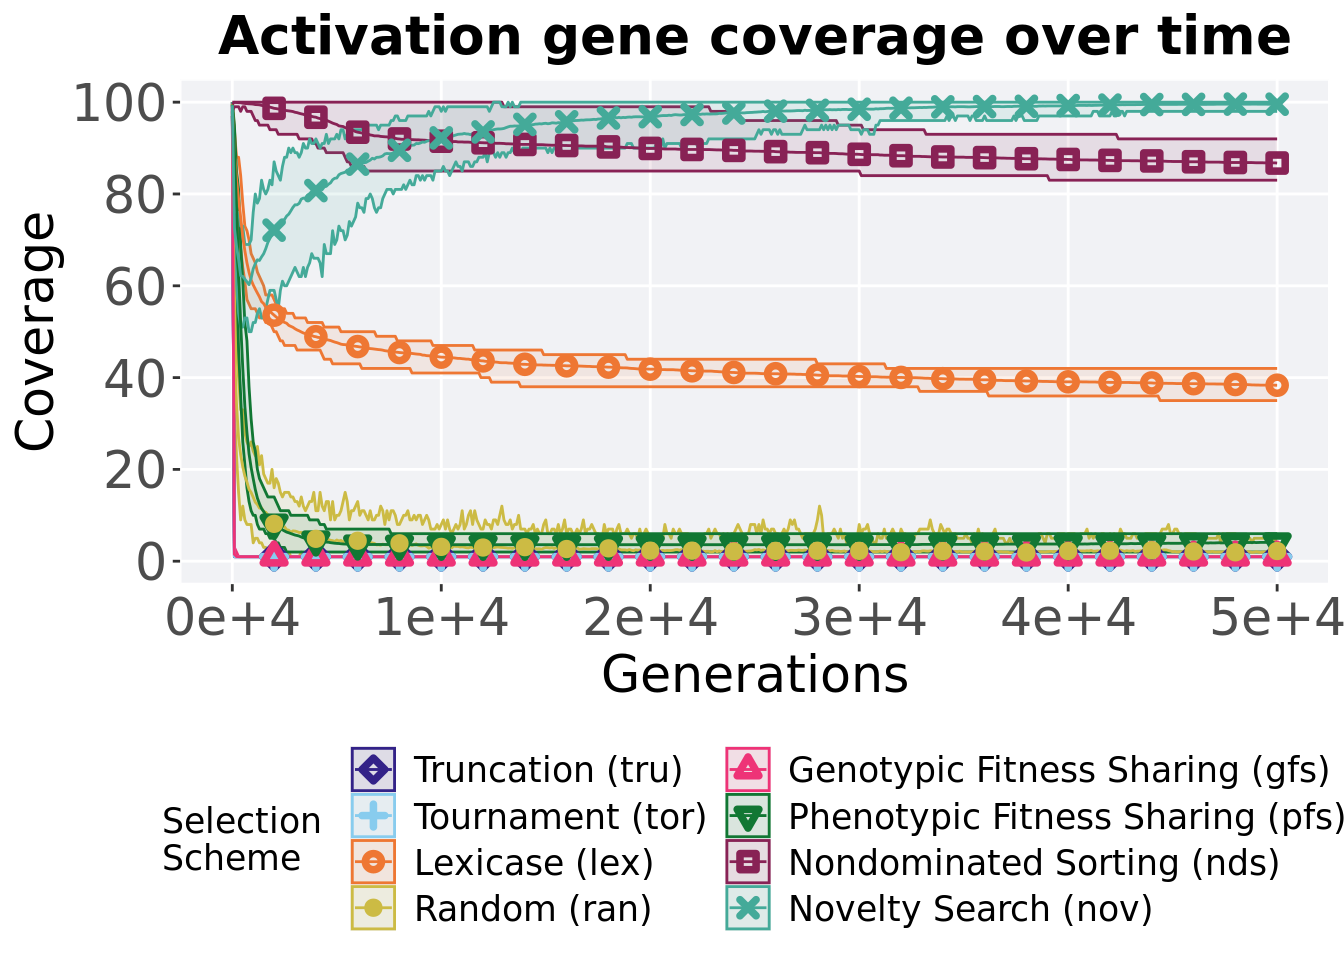 Activation gene coverage over time
Coverage
100
80
60
40
20
0
0e+4 1e+4 2e+4 3e+4 4e+4 5e+4
Generations
Selection
Scheme
Truncation (tru)
Tournament (tor)
Lexicase (lex)
Random (ran)
Genotypic Fitness Sharing (gfs)
Phenotypic Fitness Sharing (pfs)
Nondominated Sorting (nds)
Novelty Search (nov)